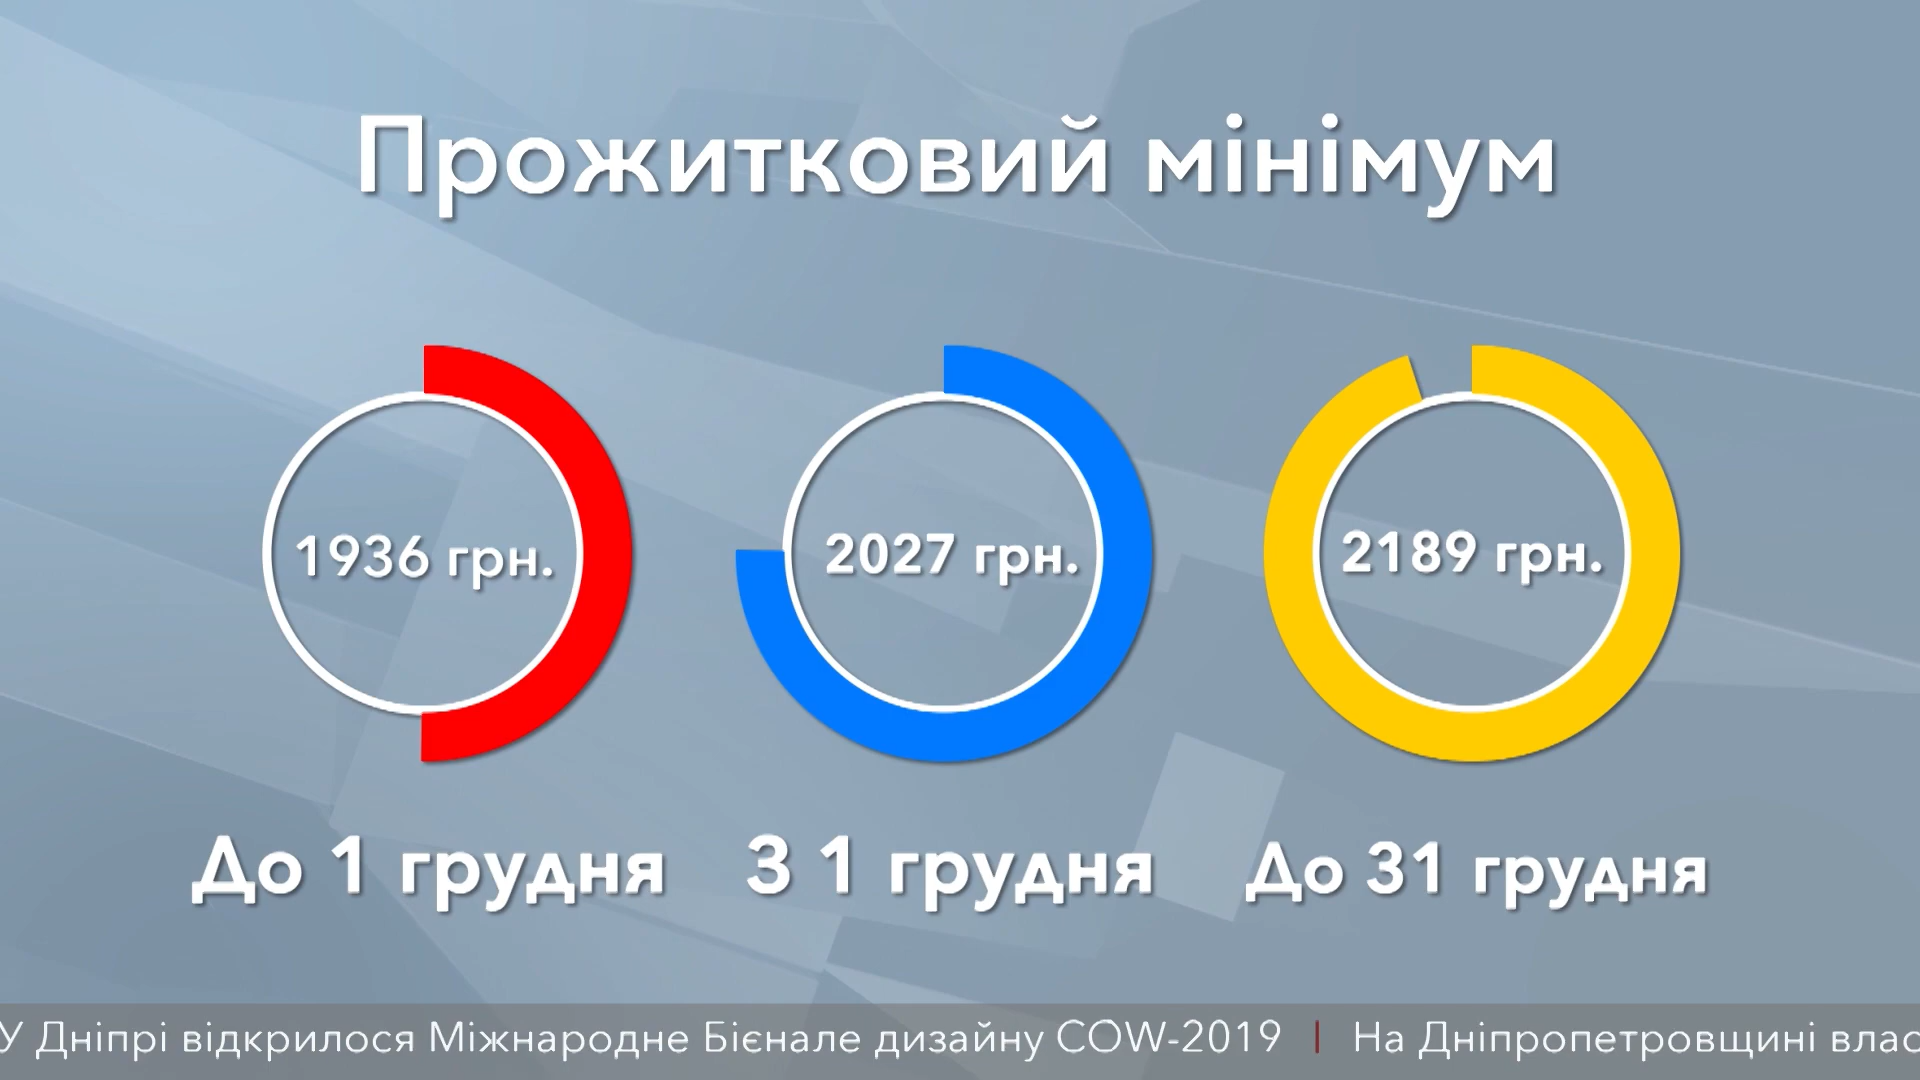 Прожитковий мінімум
1936 грн.
2027 грн.
2189 грн.
До 1 грудня
З 1 грудня
До 31 грудня
У Дніпрі відкрилося Міжнародне Бієнале дизайну COW-2019 | На Дніпропетровщині